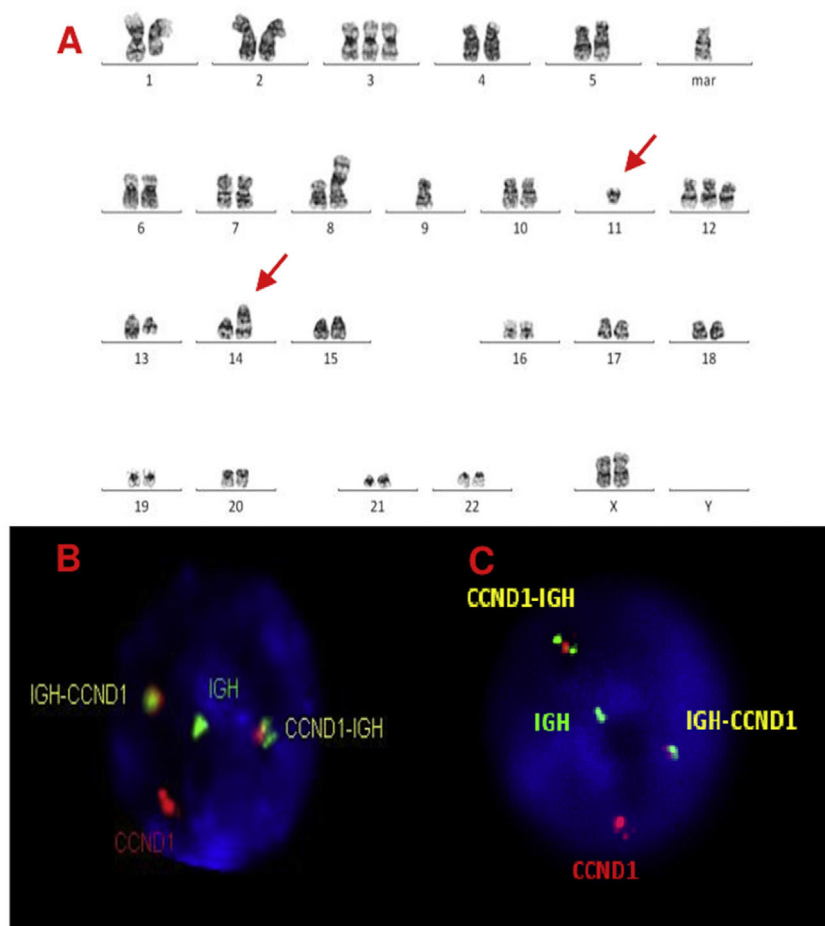 A
1 2 3 4 5 mar
6 7 8 9 10 11 12
13 14 15 16 17 18
19 20 21 22 X Y
B
C
CCND1-IGH
IGH-CCND1
IGH
CCND1-IGH
IGH
IGH-CCND1
CCND1
CCND1